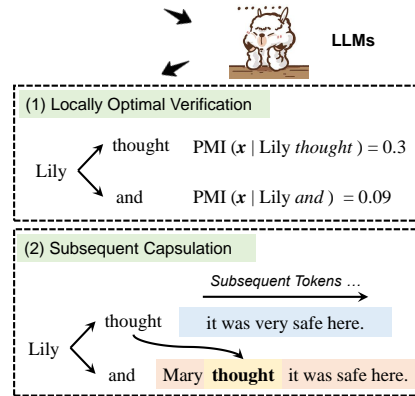 LLMs
(1) Locally Optimal Verification
thought PMI (x | Lily thought ) = 0.3
Lily
and PMI (x | Lily and ) = 0.09
(2) Subsequent Capsulation
Subsequent Tokens …
thought it was very safe here.
Lily
and Mary thought it was safe here.